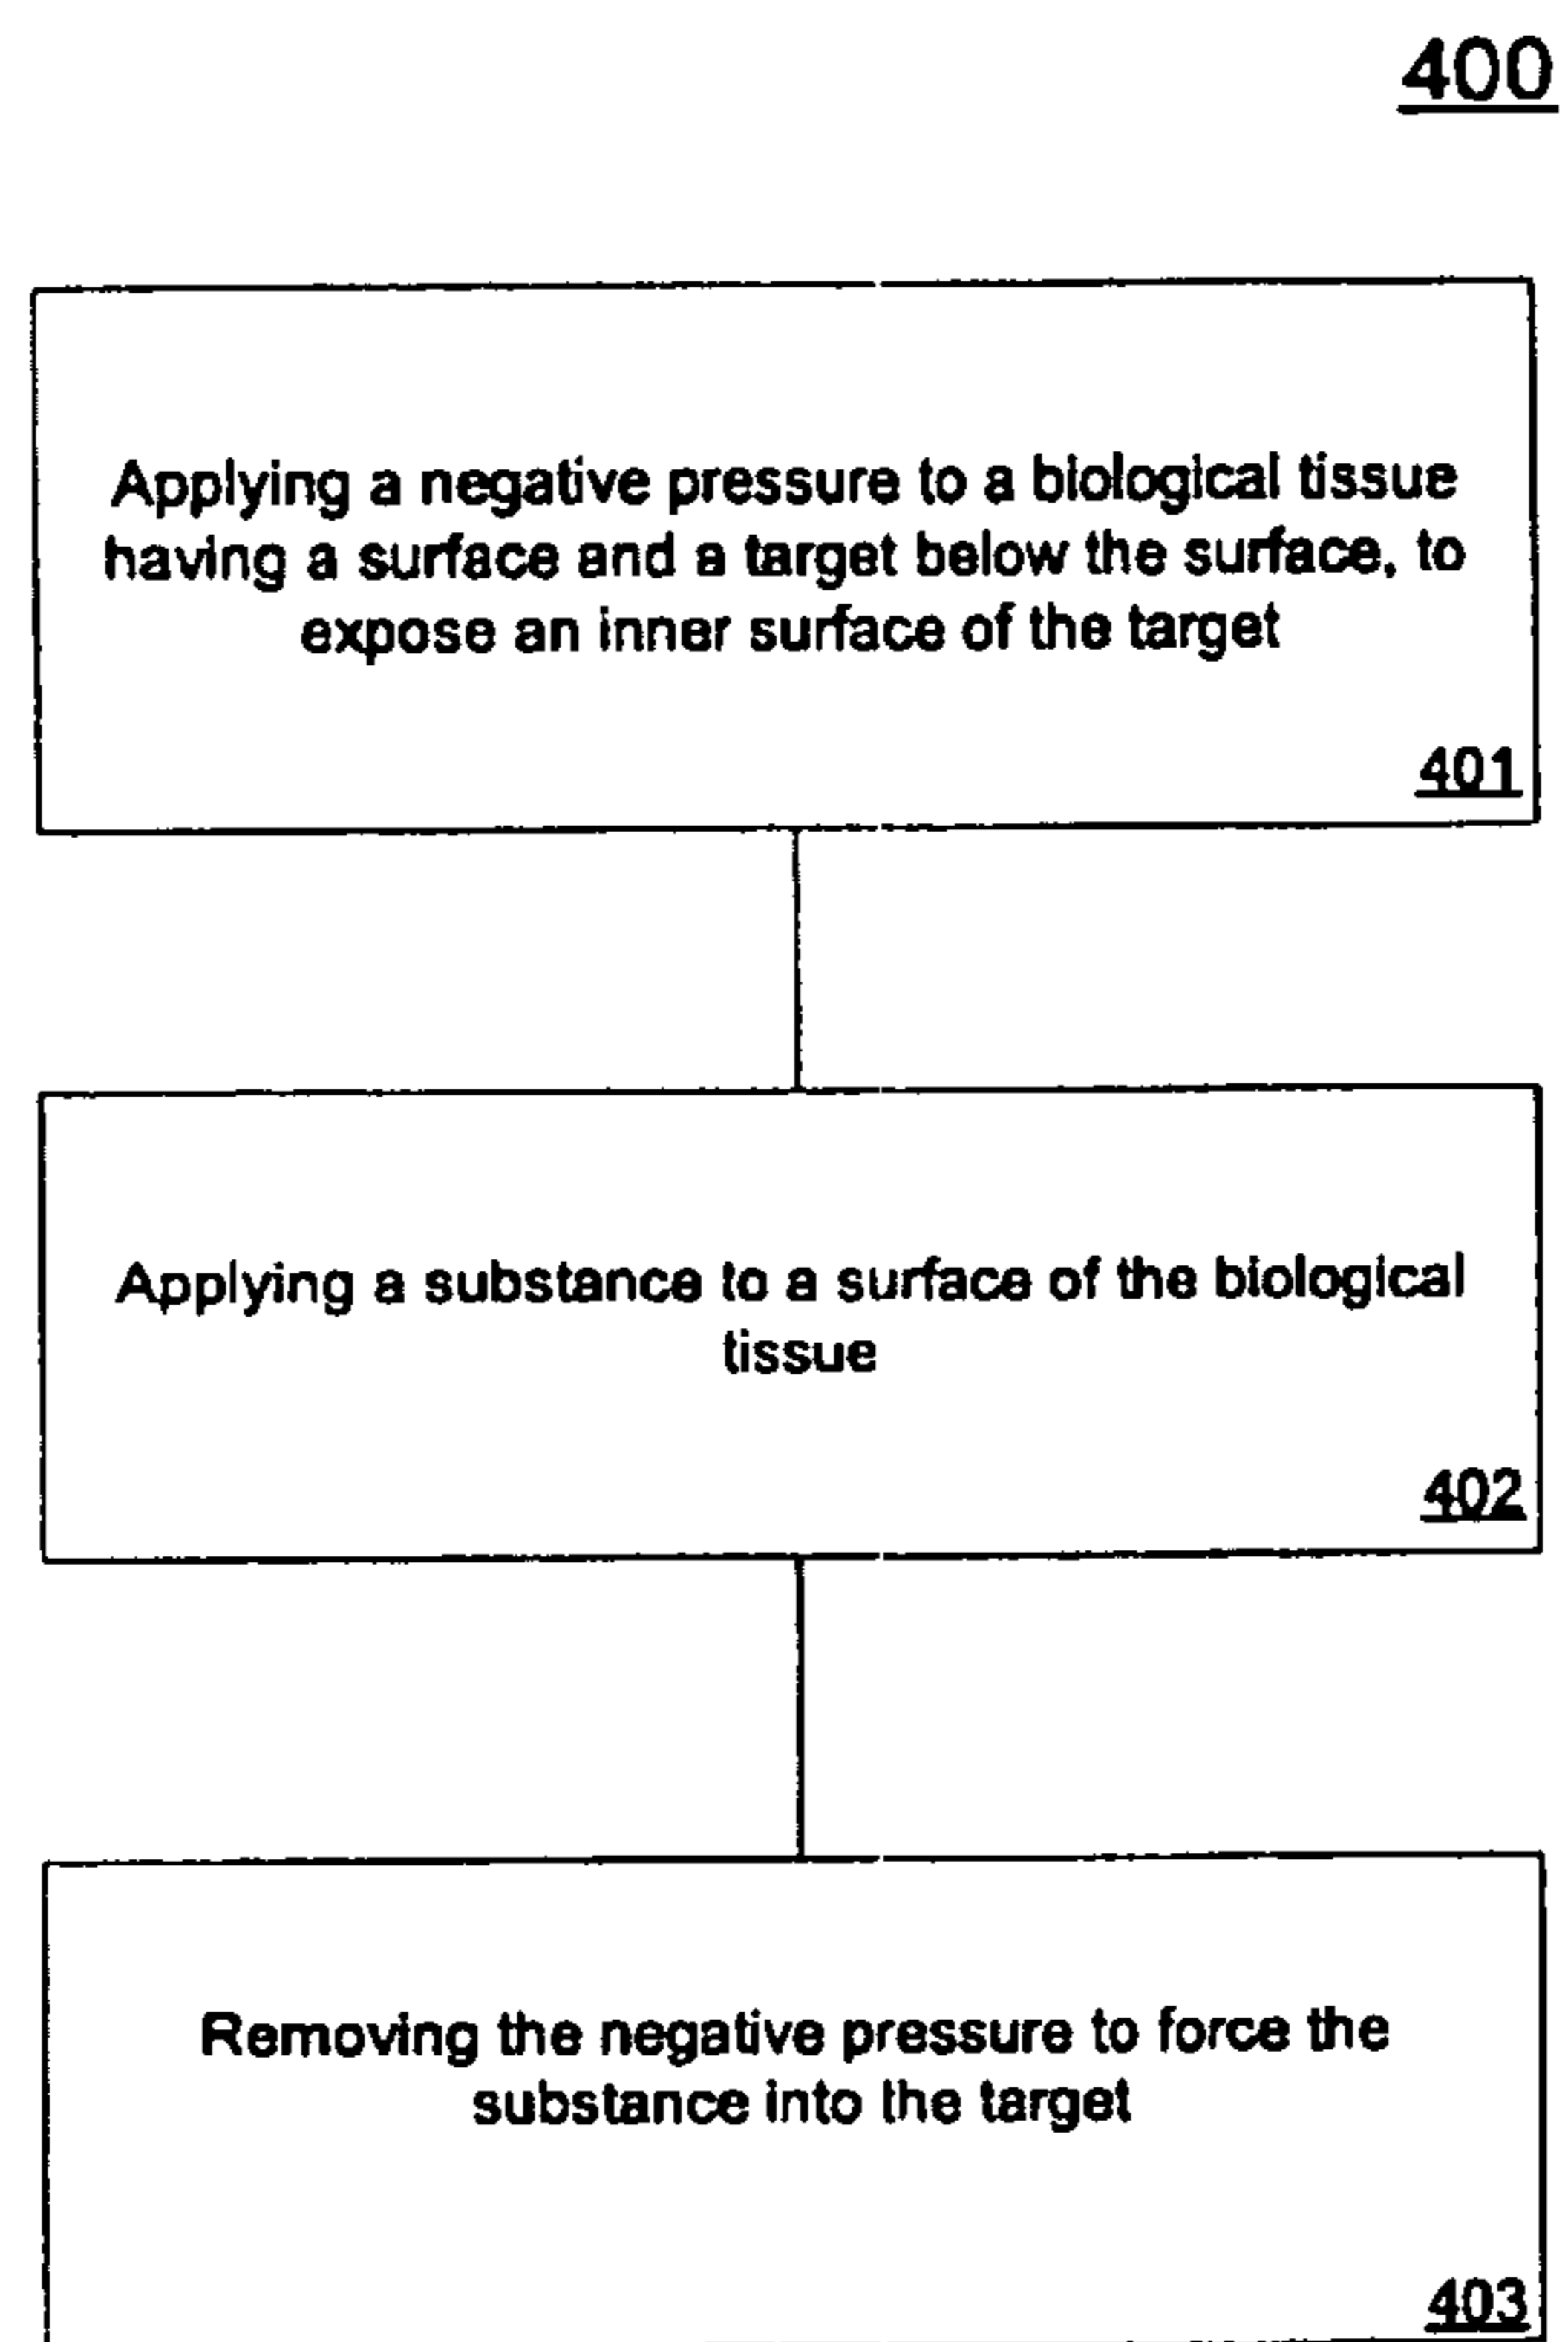 400
Applying a negative pressure to a biological tissue
having a surface and a target below the surface, to
expose an inner surface of the target
401
Applying a substance to a surface of the biological
tissue
402
Removing the negative pressure to force the
substance into the target
403